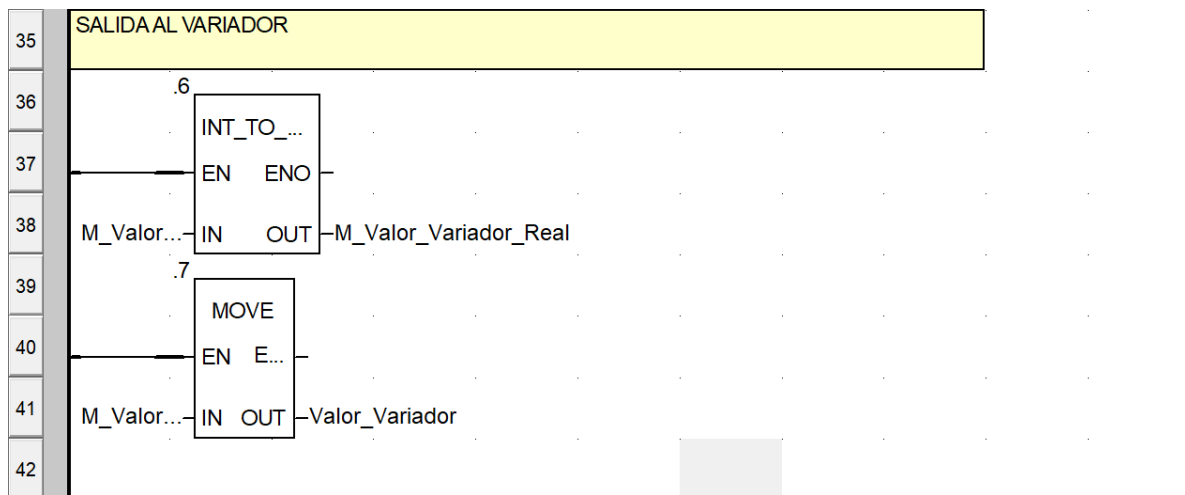 35
SALIDA AL VARIADOR
36
.6
INT_TO_...
37
EN ENO
38
M_Valor... IN OUT M_Valor_Variador_Real
39
.7
MOVE
40
EN E...
41
M_Valor... IN OUT Valor_Variador
42